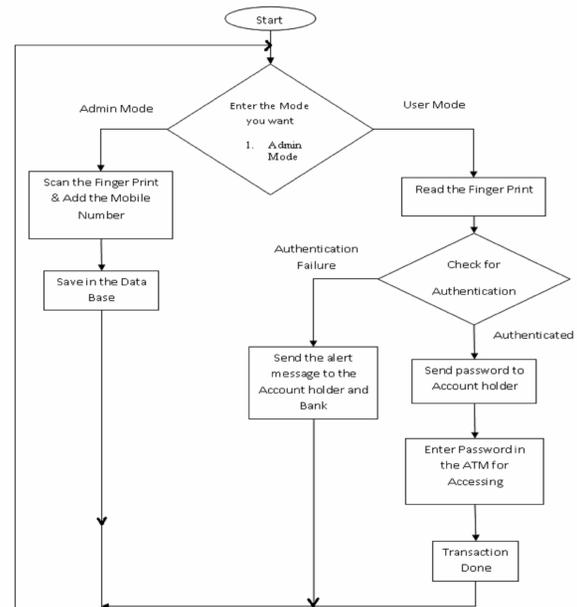 Start
Enter the Mode
you want
1. Admin
Mode
Admin Mode
User Mode
Scan the Finger Print
& Add the Mobile
Number
Save in the Data
Base
Read the Finger Print
Check for
Authentication
Authentication
Failure
Authenticated
Send the alert
message to the
Account holder and
Bank
Send password to
Account holder
Enter Password in
the ATM for
Accessing
Transaction
Done